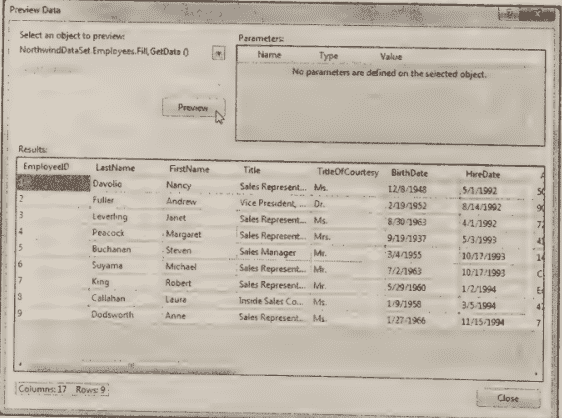 Preview Data
Select an object to preview:
NorthwindDataSet.Employees.Fill,GetData ()
Preview
Parameters:
Name Type Value
No parameters are defined on the selected object.
Results:
EmployeeID LastName FirstName Title TitleOfCourtesy BirthDate HireDate A
Davolio Nancy Sales Represent... Ms. 12/8/1948 5/1/1992 50
2 Fuller Andrew Vice President, ... Dr. 2/19/1952 8/14/1992 90
3 Leverling Janet Sales Represent... Ms. 8/30/1963 4/1/1992 72
4 Peacock Margaret Sales Represent... Mrs. 9/19/1937 5/3/1993 41
5 Buchanan Steven Sales Manager Mr. 3/4/1955 10/17/1993 14
6 Suyama Michael Sales Represent... Mr. 7/2/1963 10/17/1993 C
7 King Robert Sales Represent... Mr. 5/29/1960 1/2/1994
8 Callahan Laura Inside Sales Co... Ms. 1/9/1958 3/5/1994 47
9 Dodsworth Anne Sales Represent... Ms. 1/27/1966 11/15/1994 7
Columns: 17 Rows: 9
Close